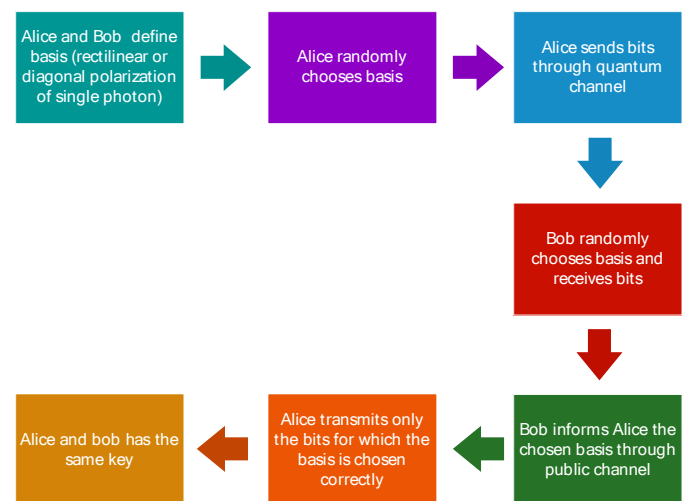 Alice and Bob define
basis (rectilinear or
diagonal polarization
of single photon)
Alice randomly
chooses basis
Alice sends bits
through quantum
channel
Bob randomly
chooses basis and
receives bits
Bob informs Alice the
chosen basis through
public channel
Alice transmits only
the bits for which the
basis is chosen
correctly
Alice and bob has the
same key